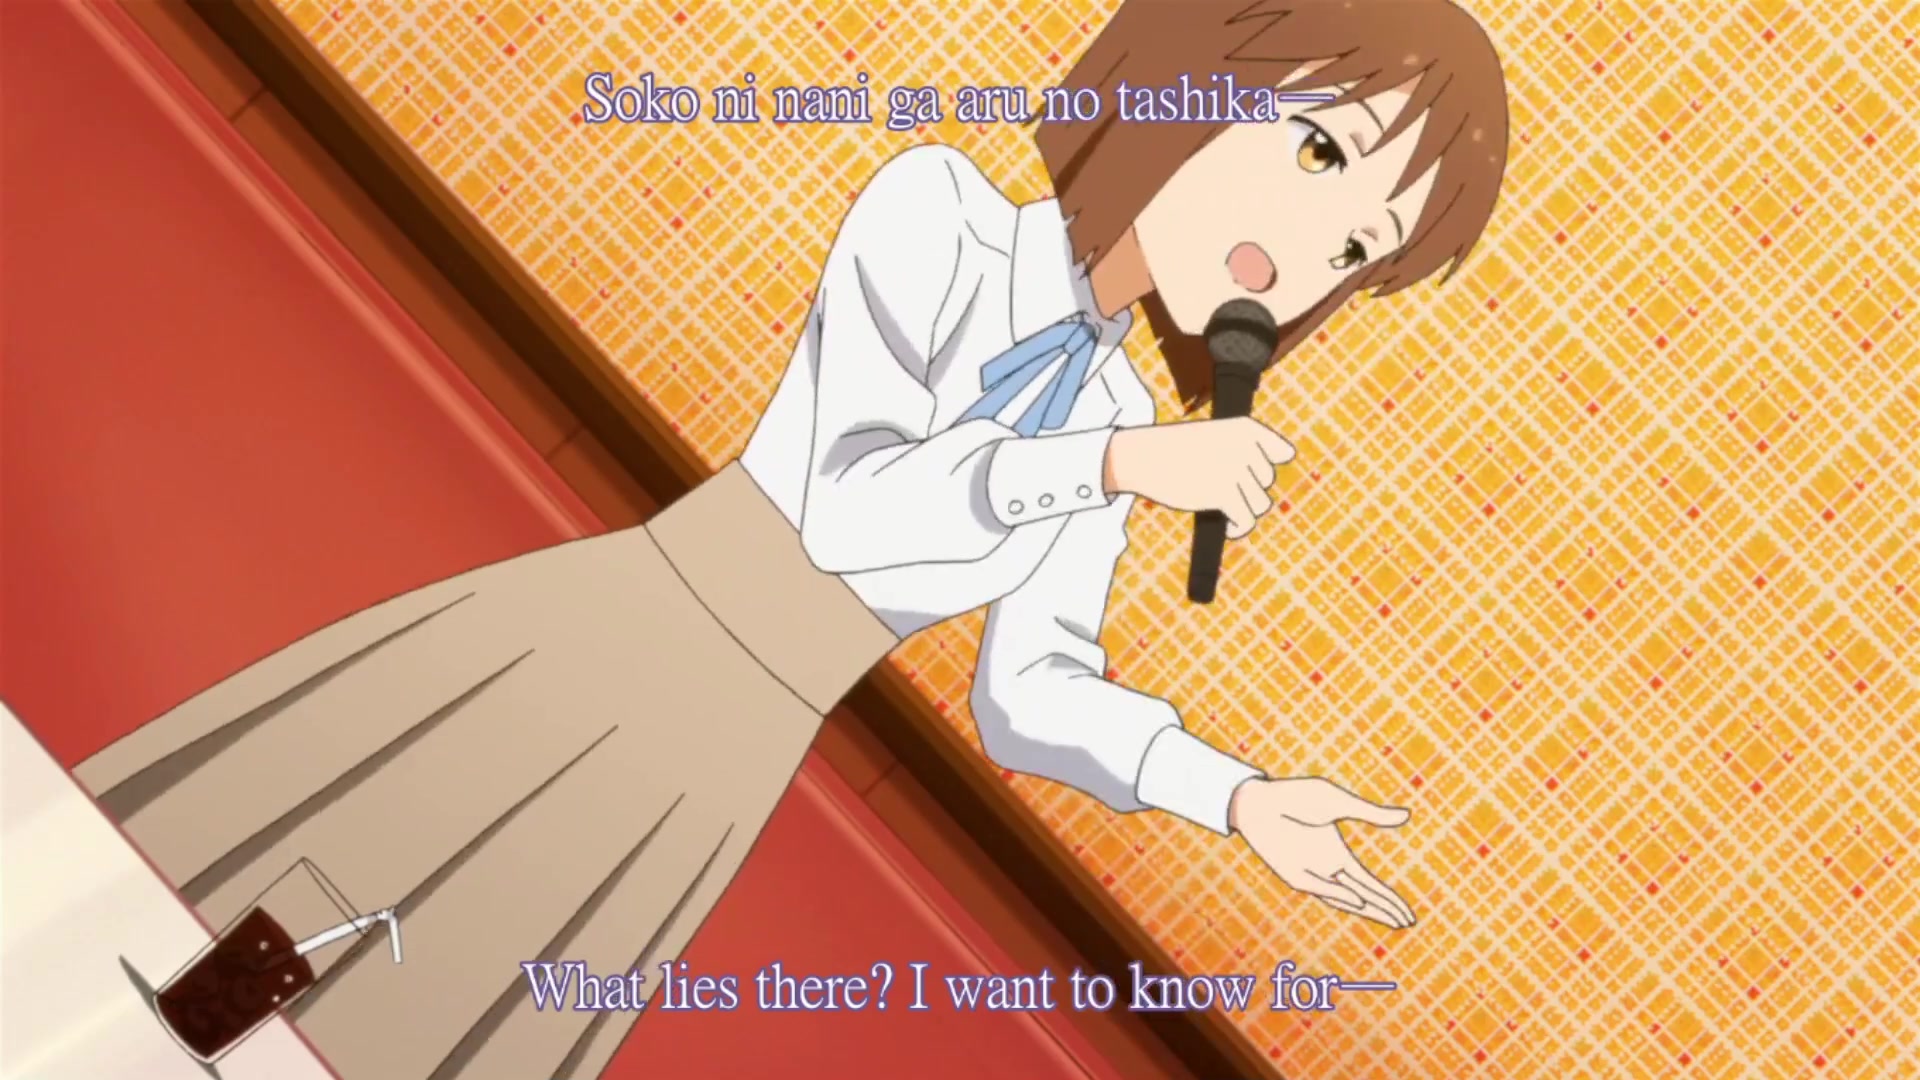 Soko ni nani ga aru no tashika—
What lies there? I want to know for—